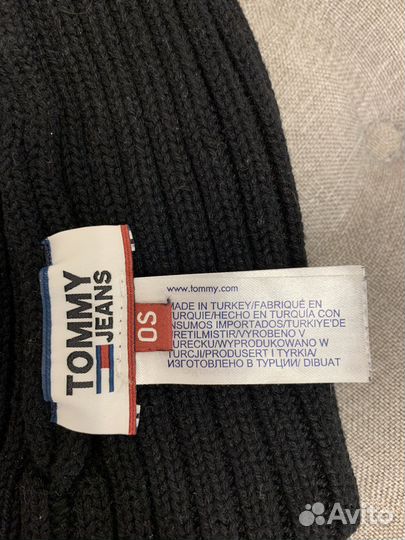 TOMMY
JEANS
OS
www.tommy.com
MADE IN TURKEY/FABRIQUÉ EN
TURQUIE/HECHO EN TURQUÍA CON
INSUMOS IMPORTADOS/TURKIYE'DE
ÜRETILMISTIR/VYROBENO V
TURECKU/WYPRODUKOWANO W
TURCJI/PRODUSERT I TYRKIA/
ИЗГОТОВЛЕНО В ТУРЦИИ/ DIBUAT
Avito